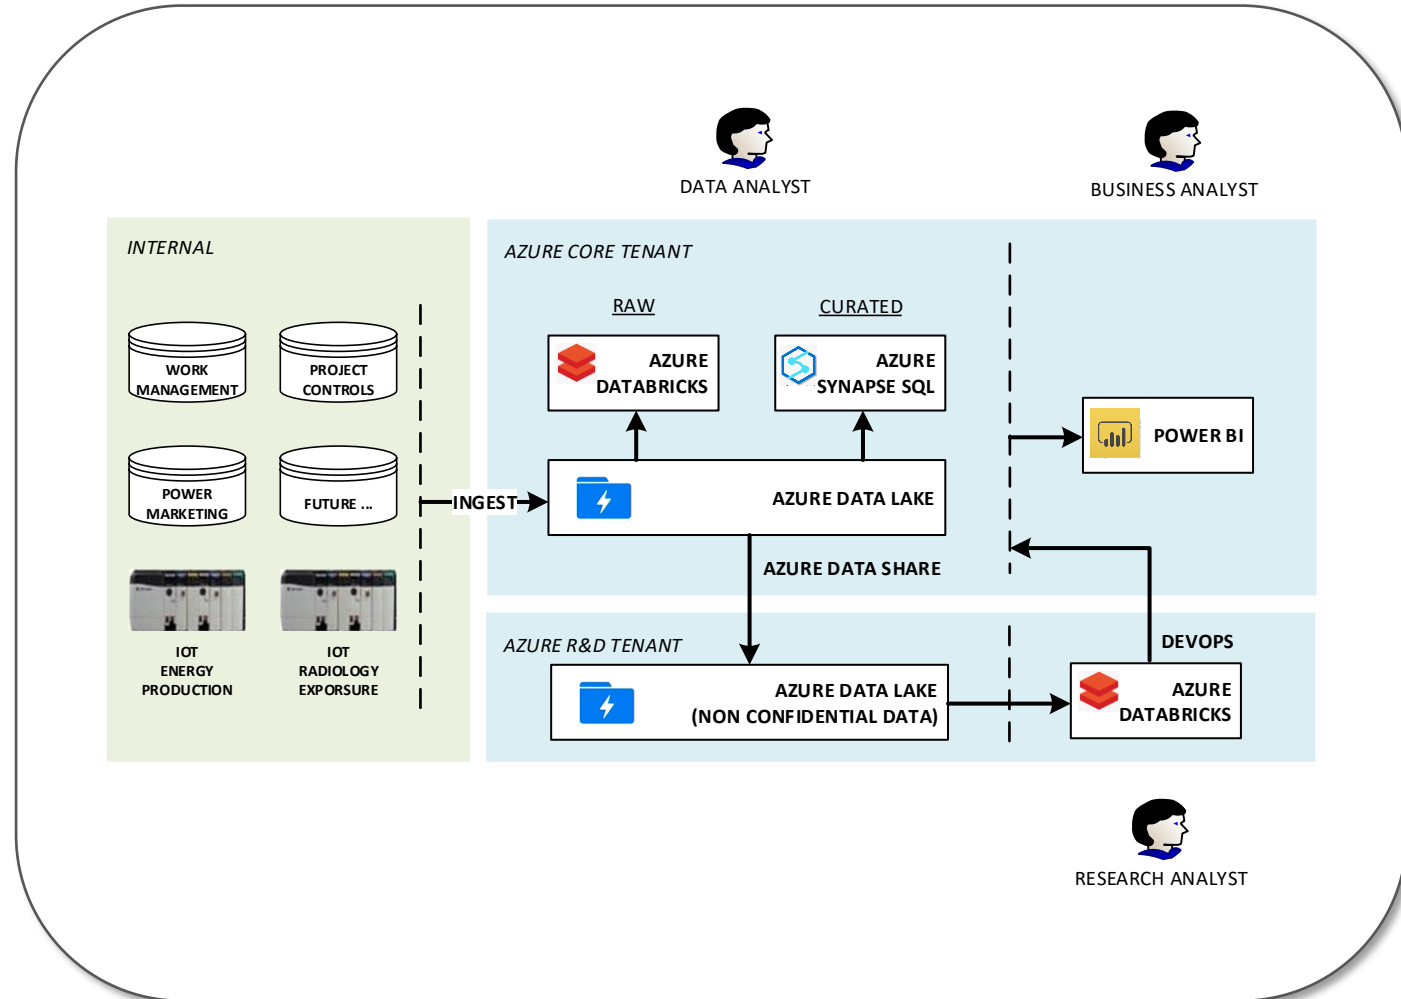 DATA ANALYST
BUSINESS ANALYST
INTERNAL
AZURE CORE TENANT
RAW
CURATED
WORK
MANAGEMENT
PROJECT
CONTROLS
AZURE
DATABRICKS
AZURE
SYNAPSE SQL
POWER BI
POWER
MARKETING
FUTURE ...
INGEST
AZURE DATA LAKE
AZURE DATA SHARE
IOT
ENERGY
PRODUCTION
IOT
RADIOLOGY
EXPORSURE
AZURE R&D TENANT
DEVOPS
AZURE DATA LAKE
(NON CONFIDENTIAL DATA)
AZURE
DATABRICKS
RESEARCH ANALYST